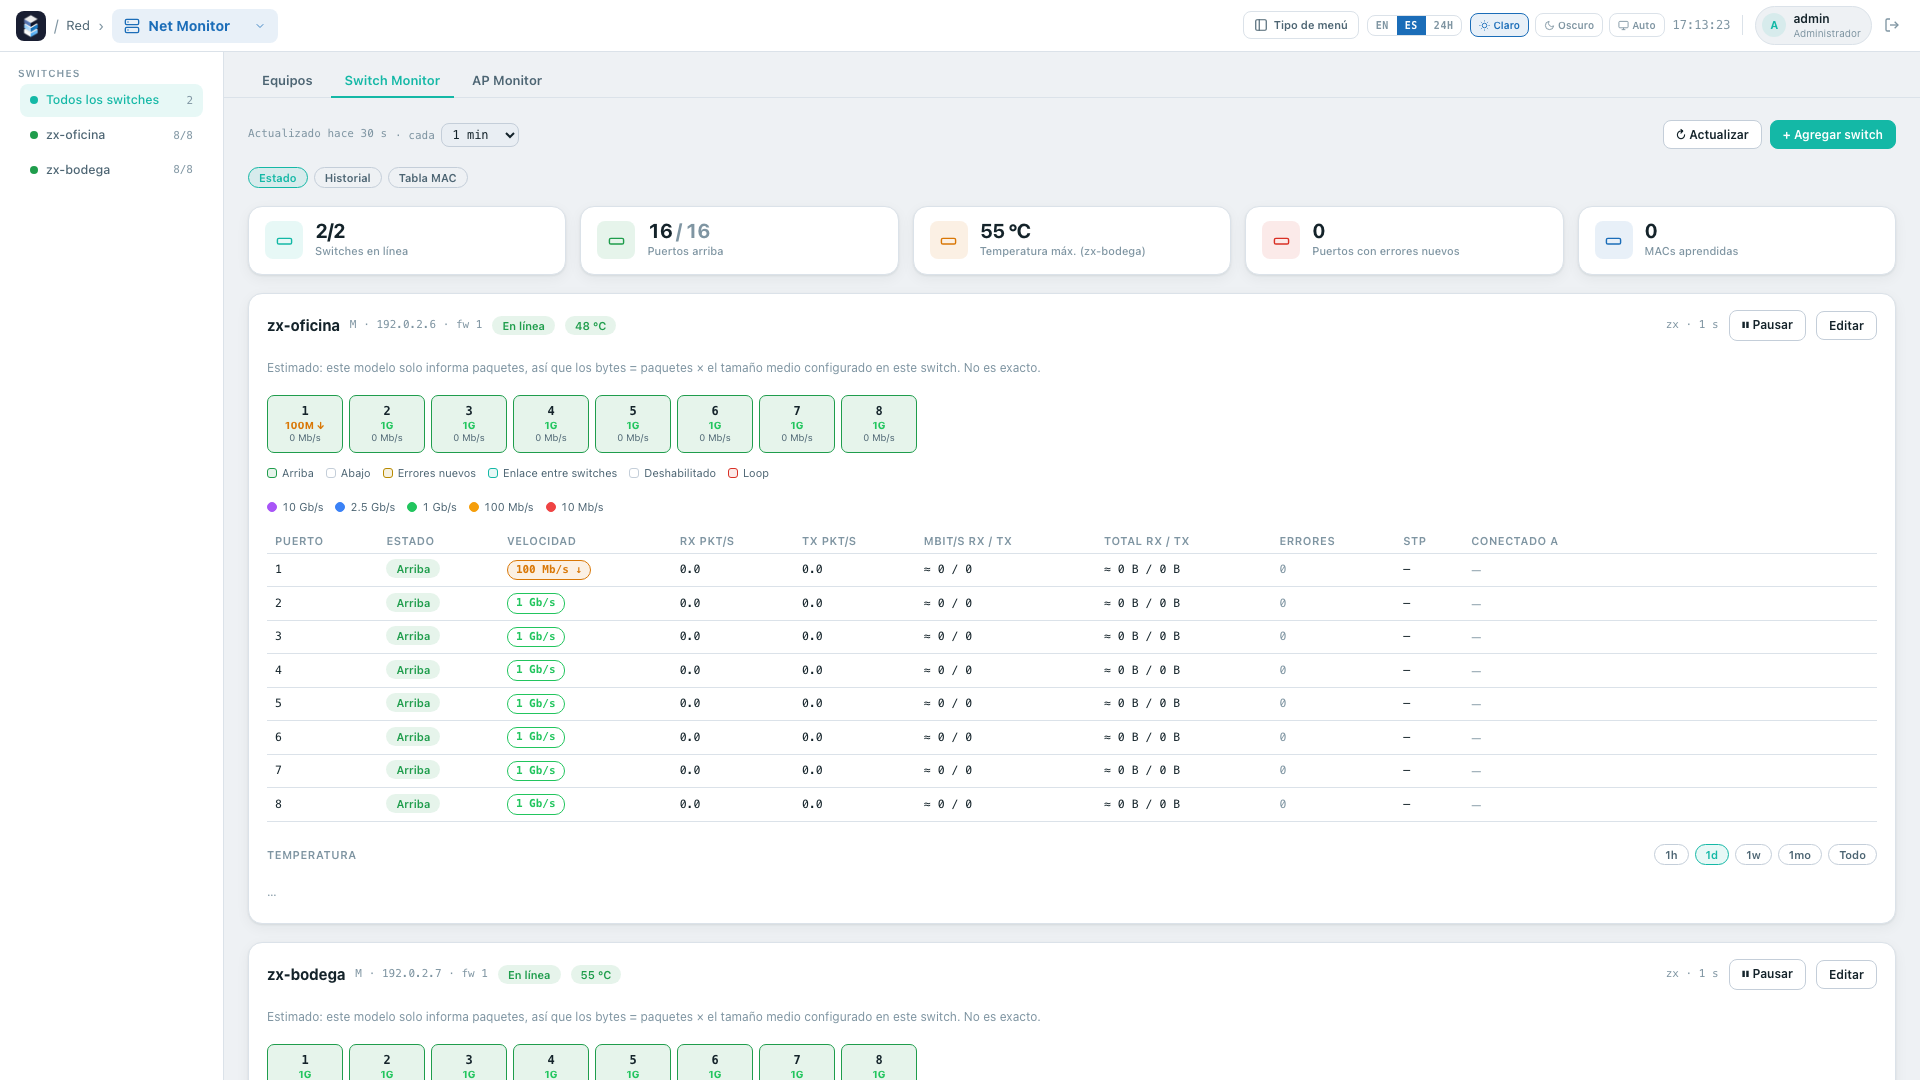 / Red › Net Monitor
Tipo de menú EN ES 24H Claro Oscuro Auto 17:13:23 A admin Administrador
SWITCHES
Todos los switches 2
zx-oficina 8/8
zx-bodega 8/8
Equipos Switch Monitor AP Monitor
Actualizado hace 30 s · cada 1 min
↻ Actualizar + Agregar switch
Estado Historial Tabla MAC
2/2
Switches en línea
16 / 16
Puertos arriba
55 °C
Temperatura máx. (zx-bodega)
0
Puertos con errores nuevos
0
MACs aprendidas
zx-oficina M · 192.0.2.6 · fw 1 En línea 48 °C zx · 1 s Pausar Editar
Estimado: este modelo solo informa paquetes, así que los bytes = paquetes × el tamaño medio configurado en este switch. No es exacto.
1 2 3 4 5 6 7 8
100M ↓ 1G 1G 1G 1G 1G 1G 1G
0 Mb/s 0 Mb/s 0 Mb/s 0 Mb/s 0 Mb/s 0 Mb/s 0 Mb/s 0 Mb/s
Arriba Abajo Errores nuevos Enlace entre switches Deshabilitado Loop
10 Gb/s 2.5 Gb/s 1 Gb/s 100 Mb/s 10 Mb/s
PUERTO ESTADO VELOCIDAD RX PKT/S TX PKT/S MBIT/S RX / TX TOTAL RX / TX ERRORES STP CONECTADO A
1 Arriba 100 Mb/s ↓ 0.0 0.0 ≈ 0 / 0 ≈ 0 B / 0 B 0 — —
2 Arriba 1 Gb/s 0.0 0.0 ≈ 0 / 0 ≈ 0 B / 0 B 0 — —
3 Arriba 1 Gb/s 0.0 0.0 ≈ 0 / 0 ≈ 0 B / 0 B 0 — —
4 Arriba 1 Gb/s 0.0 0.0 ≈ 0 / 0 ≈ 0 B / 0 B 0 — —
5 Arriba 1 Gb/s 0.0 0.0 ≈ 0 / 0 ≈ 0 B / 0 B 0 — —
6 Arriba 1 Gb/s 0.0 0.0 ≈ 0 / 0 ≈ 0 B / 0 B 0 — —
7 Arriba 1 Gb/s 0.0 0.0 ≈ 0 / 0 ≈ 0 B / 0 B 0 — —
8 Arriba 1 Gb/s 0.0 0.0 ≈ 0 / 0 ≈ 0 B / 0 B 0 — —
TEMPERATURA 1h 1d 1w 1mo Todo
...
zx-bodega M · 192.0.2.7 · fw 1 En línea 55 °C zx · 1 s Pausar Editar
Estimado: este modelo solo informa paquetes, así que los bytes = paquetes × el tamaño medio configurado en este switch. No es exacto.
1 2 3 4 5 6 7 8
1G 1G 1G 1G 1G 1G 1G 1G